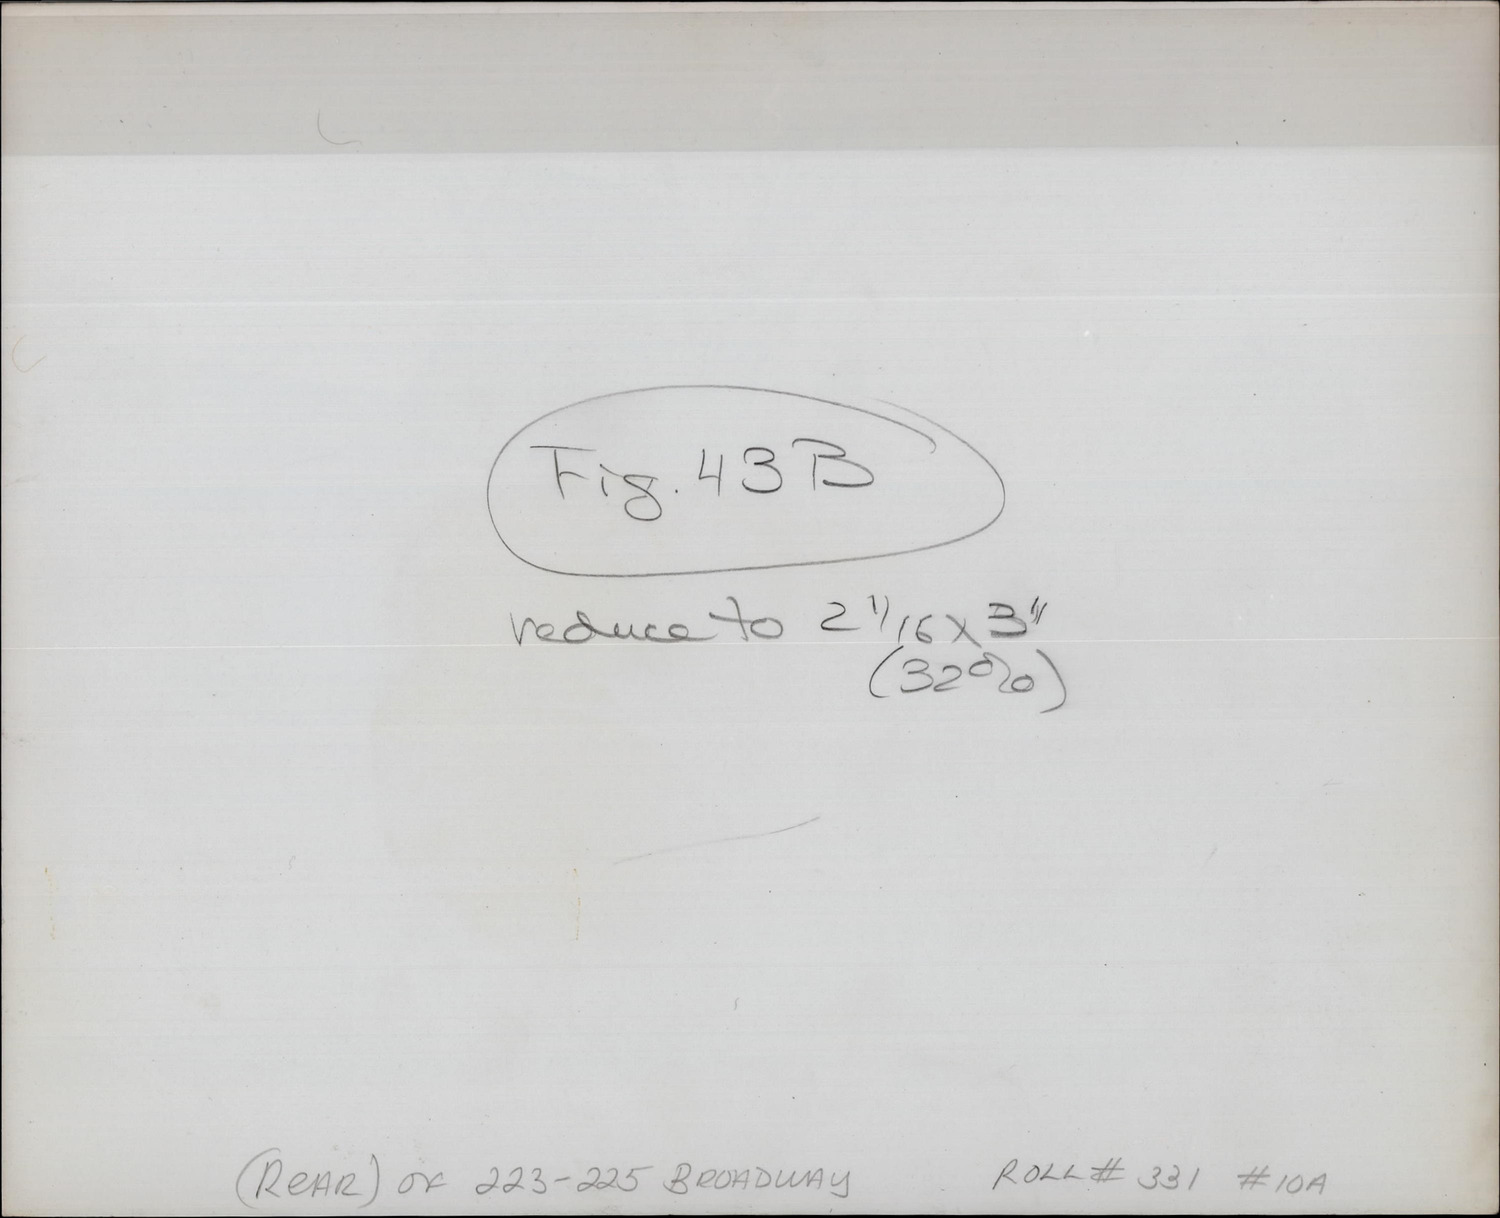 Fig. 43B
reduce to 2 1/16 x 3"
(32%)
(REAR) OF 223-225 BROADWAY ROLL# 331 #10A